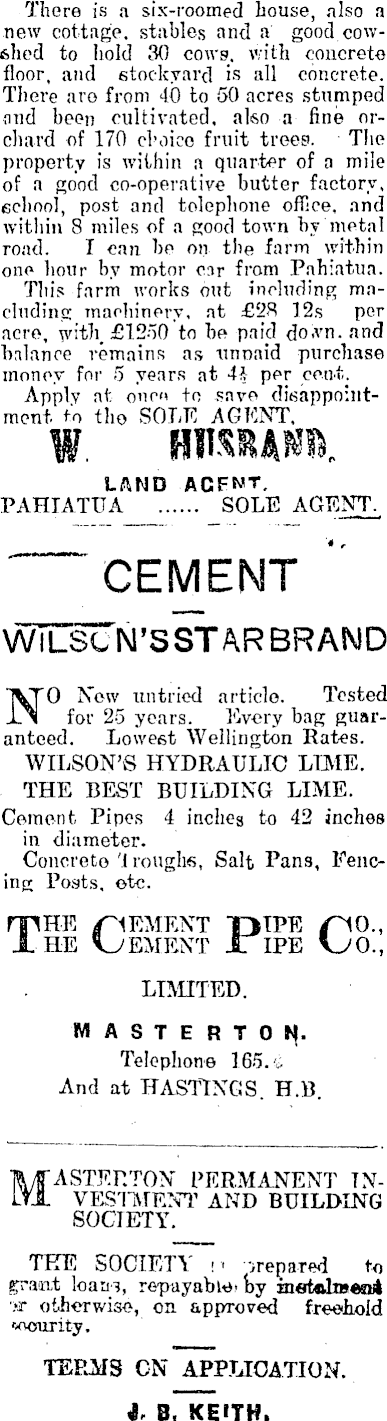 There is a six-roomed house, also a
new cottage, stables and a good cow-
shed to hold 30 cows, with concrete
floor, and stockyard is all concrete.
There are from 40 to 50 acres stumped
and been cultivated, also a fine or-
chard of 170 choice fruit trees. The
property is within a quarter of a mile
of a good co-operative butter factory,
school, post and telephone office, and
within 8 miles of a good town by metal
road. I can be on the farm within
one hour by motor car from Pahiatua.
This farm works out including ma-
cluding machinery, at £28 12s per
acre, with £1250 to be paid down, and
balance remains as unpaid purchase
money for 5 years at 4½ per cent.
Apply at once to save disappoint-
ment to the SOLE AGENT,
W. HUSBAND,
LAND AGENT.
PAHIATUA ...... SOLE AGENT.
CEMENT
WILSON'S STAR BRAND
NO New untried article. Tested
for 25 years. Every bag guar-
anteed. Lowest Wellington Rates.
WILSON'S HYDRAULIC LIME.
THE BEST BUILDING LIME.
Cement Pipes 4 inches to 42 inches
in diameter.
Concrete Troughs, Salt Pans, Fenc-
ing Posts, etc.
THE CEMENT PIPE CO.,
HE EMENT IPE O.,
LIMITED.
MASTERTON.
Telephone 165.
And at HASTINGS, H.B.
MASTERTON PERMANENT IN-
VESTMENT AND BUILDING
SOCIETY.
THE SOCIETY is prepared to
grant loans, repayable by instalment
or otherwise, on approved freehold
security.
TERMS ON APPLICATION.
J. B. KEITH,